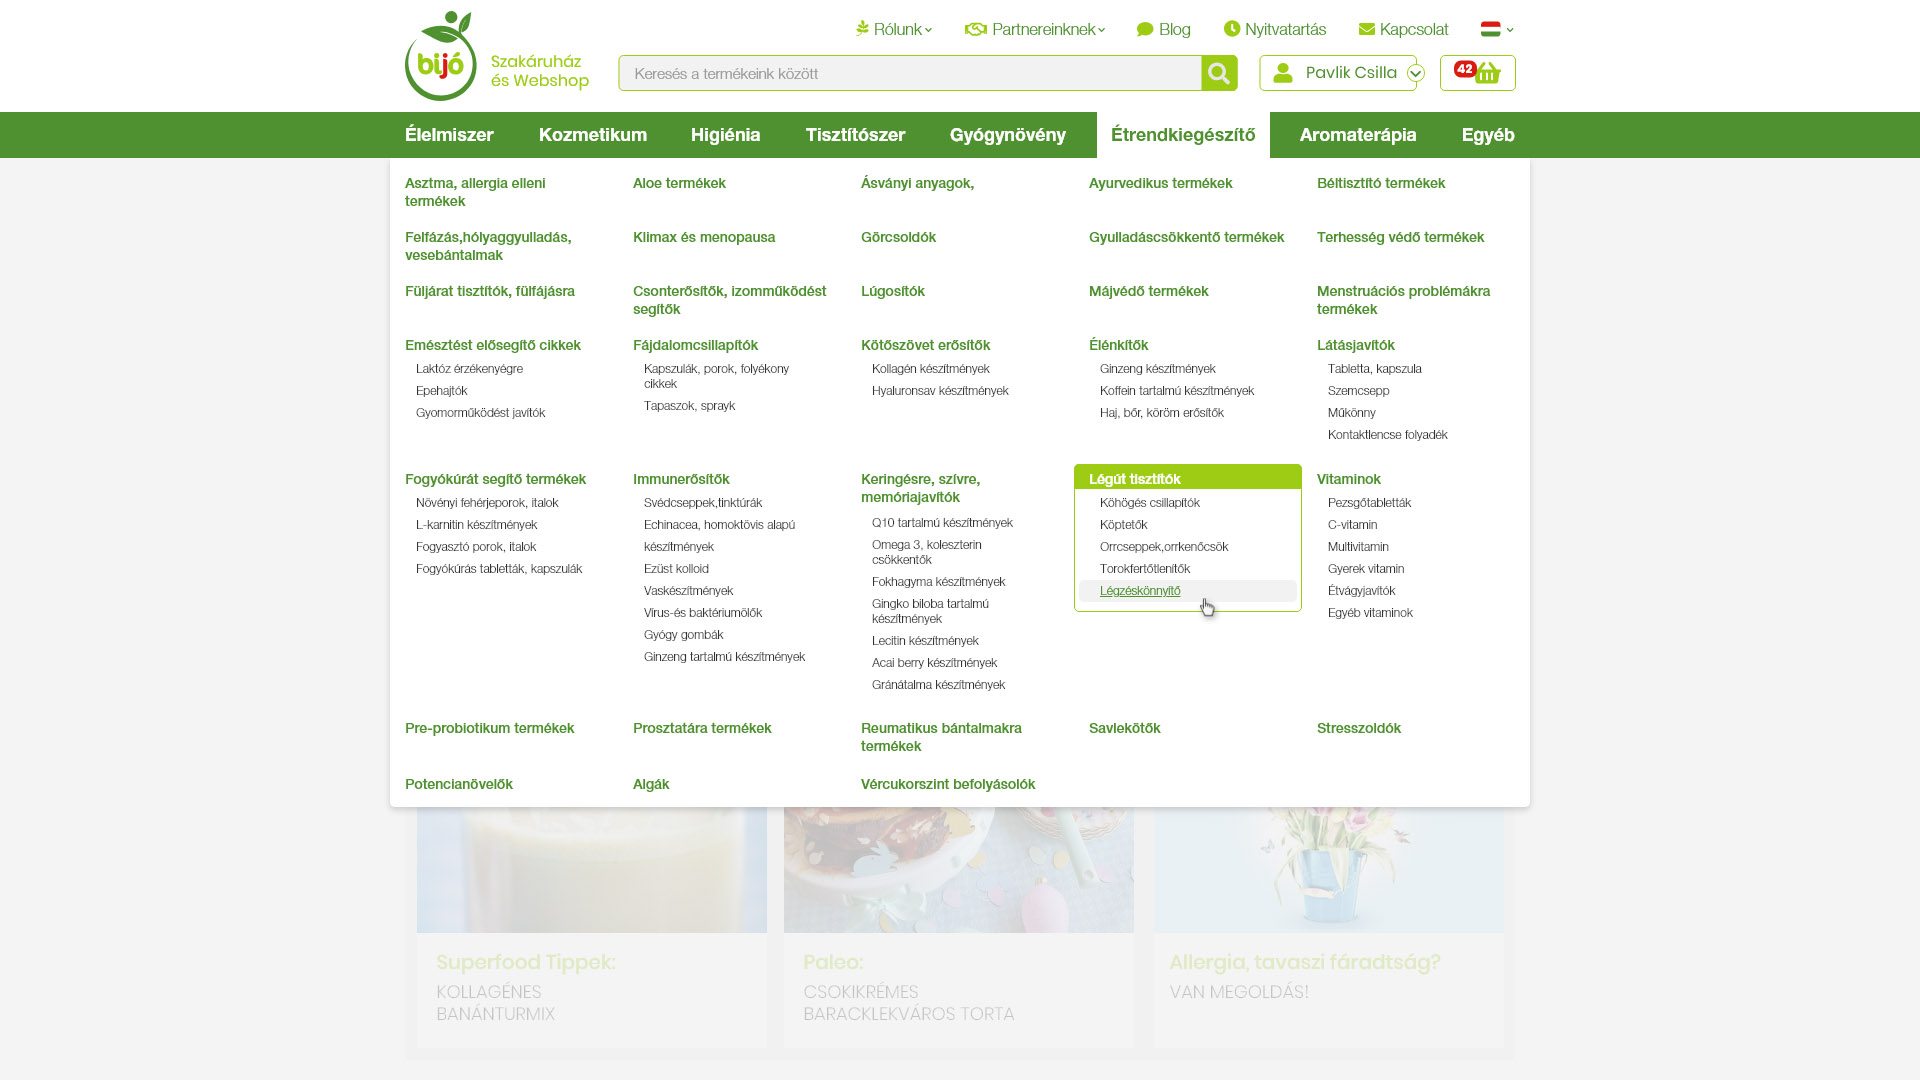 Rólunk
Partnereinknek
Blog
Nyitvatartás
Kapcsolat
bijó
Szakáruház
és Webshop
Keresés a termékeink között
Pavlik Csilla
42
Élelmiszer
Kozmetikum
Higiénia
Tisztítószer
Gyógynövény
Étrendkiegészítő
Aromaterápia
Egyéb
Asztma, allergia elleni
termékek
Aloe termékek
Ásványi anyagok,
Ayurvedikus termékek
Béltisztító termékek
Felfázás,hólyaggyulladás,
vesebántalmak
Klimax és menopausa
Görcsoldók
Gyulladáscsökkentő termékek
Terhesség védő termékek
Füljárat tisztítók, fülfájásra
Csonterősítők, izomműködést
segítők
Lúgosítók
Májvédő termékek
Menstruációs problémákra
termékek
Emésztést elősegítő cikkek
Laktóz érzékenyégre
Epehajtók
Gyomorműködést javítók
Fájdalomcsillapítók
Kapszulák, porok, folyékony
cikkek
Tapaszok, sprayk
Kötőszövet erősítők
Kollagén készítmények
Hyaluronsav készítmények
Élénkítők
Ginzeng készítmények
Koffein tartalmú készítmények
Haj, bőr, köröm erősítők
Látásjavítók
Tabletta, kapszula
Szemcsepp
Műkönny
Kontaktlencse folyadék
Fogyókúrát segítő termékek
Növényi fehérjeporok, italok
L-karnitin készítmények
Fogyasztó porok, italok
Fogyókúrás tabletták, kapszulák
Immunerősítők
Svédcseppek,tinktúrák
Echinacea, homoktövis alapú
készítmények
Ezüst kolloid
Vaskészítmények
Vírus-és baktériumölők
Gyógy gombák
Ginzeng tartalmú készítmények
Keringésre, szívre,
memóriajavítók
Q10 tartalmú készítmények
Omega 3, koleszterin
csökkentők
Fokhagyma készítmények
Gingko biloba tartalmú
készítmények
Lecitin készítmények
Acai berry készítmények
Gránátalma készítmények
Légút tisztítók
Köhögés csillapítók
Köptetők
Orrcseppek,orrkenőcsök
Torokfertőtlenítők
Légzéskönnyítő
Vitaminok
Pezsgőtabletták
C-vitamin
Multivitamin
Gyerek vitamin
Étvágyjavítók
Egyéb vitaminok
Pre-probiotikum termékek
Prosztatára termékek
Reumatikus bántalmakra
termékek
Savlekötők
Stresszoldók
Potencianövelők
Algák
Vércukorszint befolyásolók
Superfood Tippek:
KOLLAGÉNES
BANÁNTURMIX
Paleo:
CSOKIKRÉMES
BARACKLEKVÁROS TORTA
Allergia, tavaszi fáradtság?
VAN MEGOLDÁS!